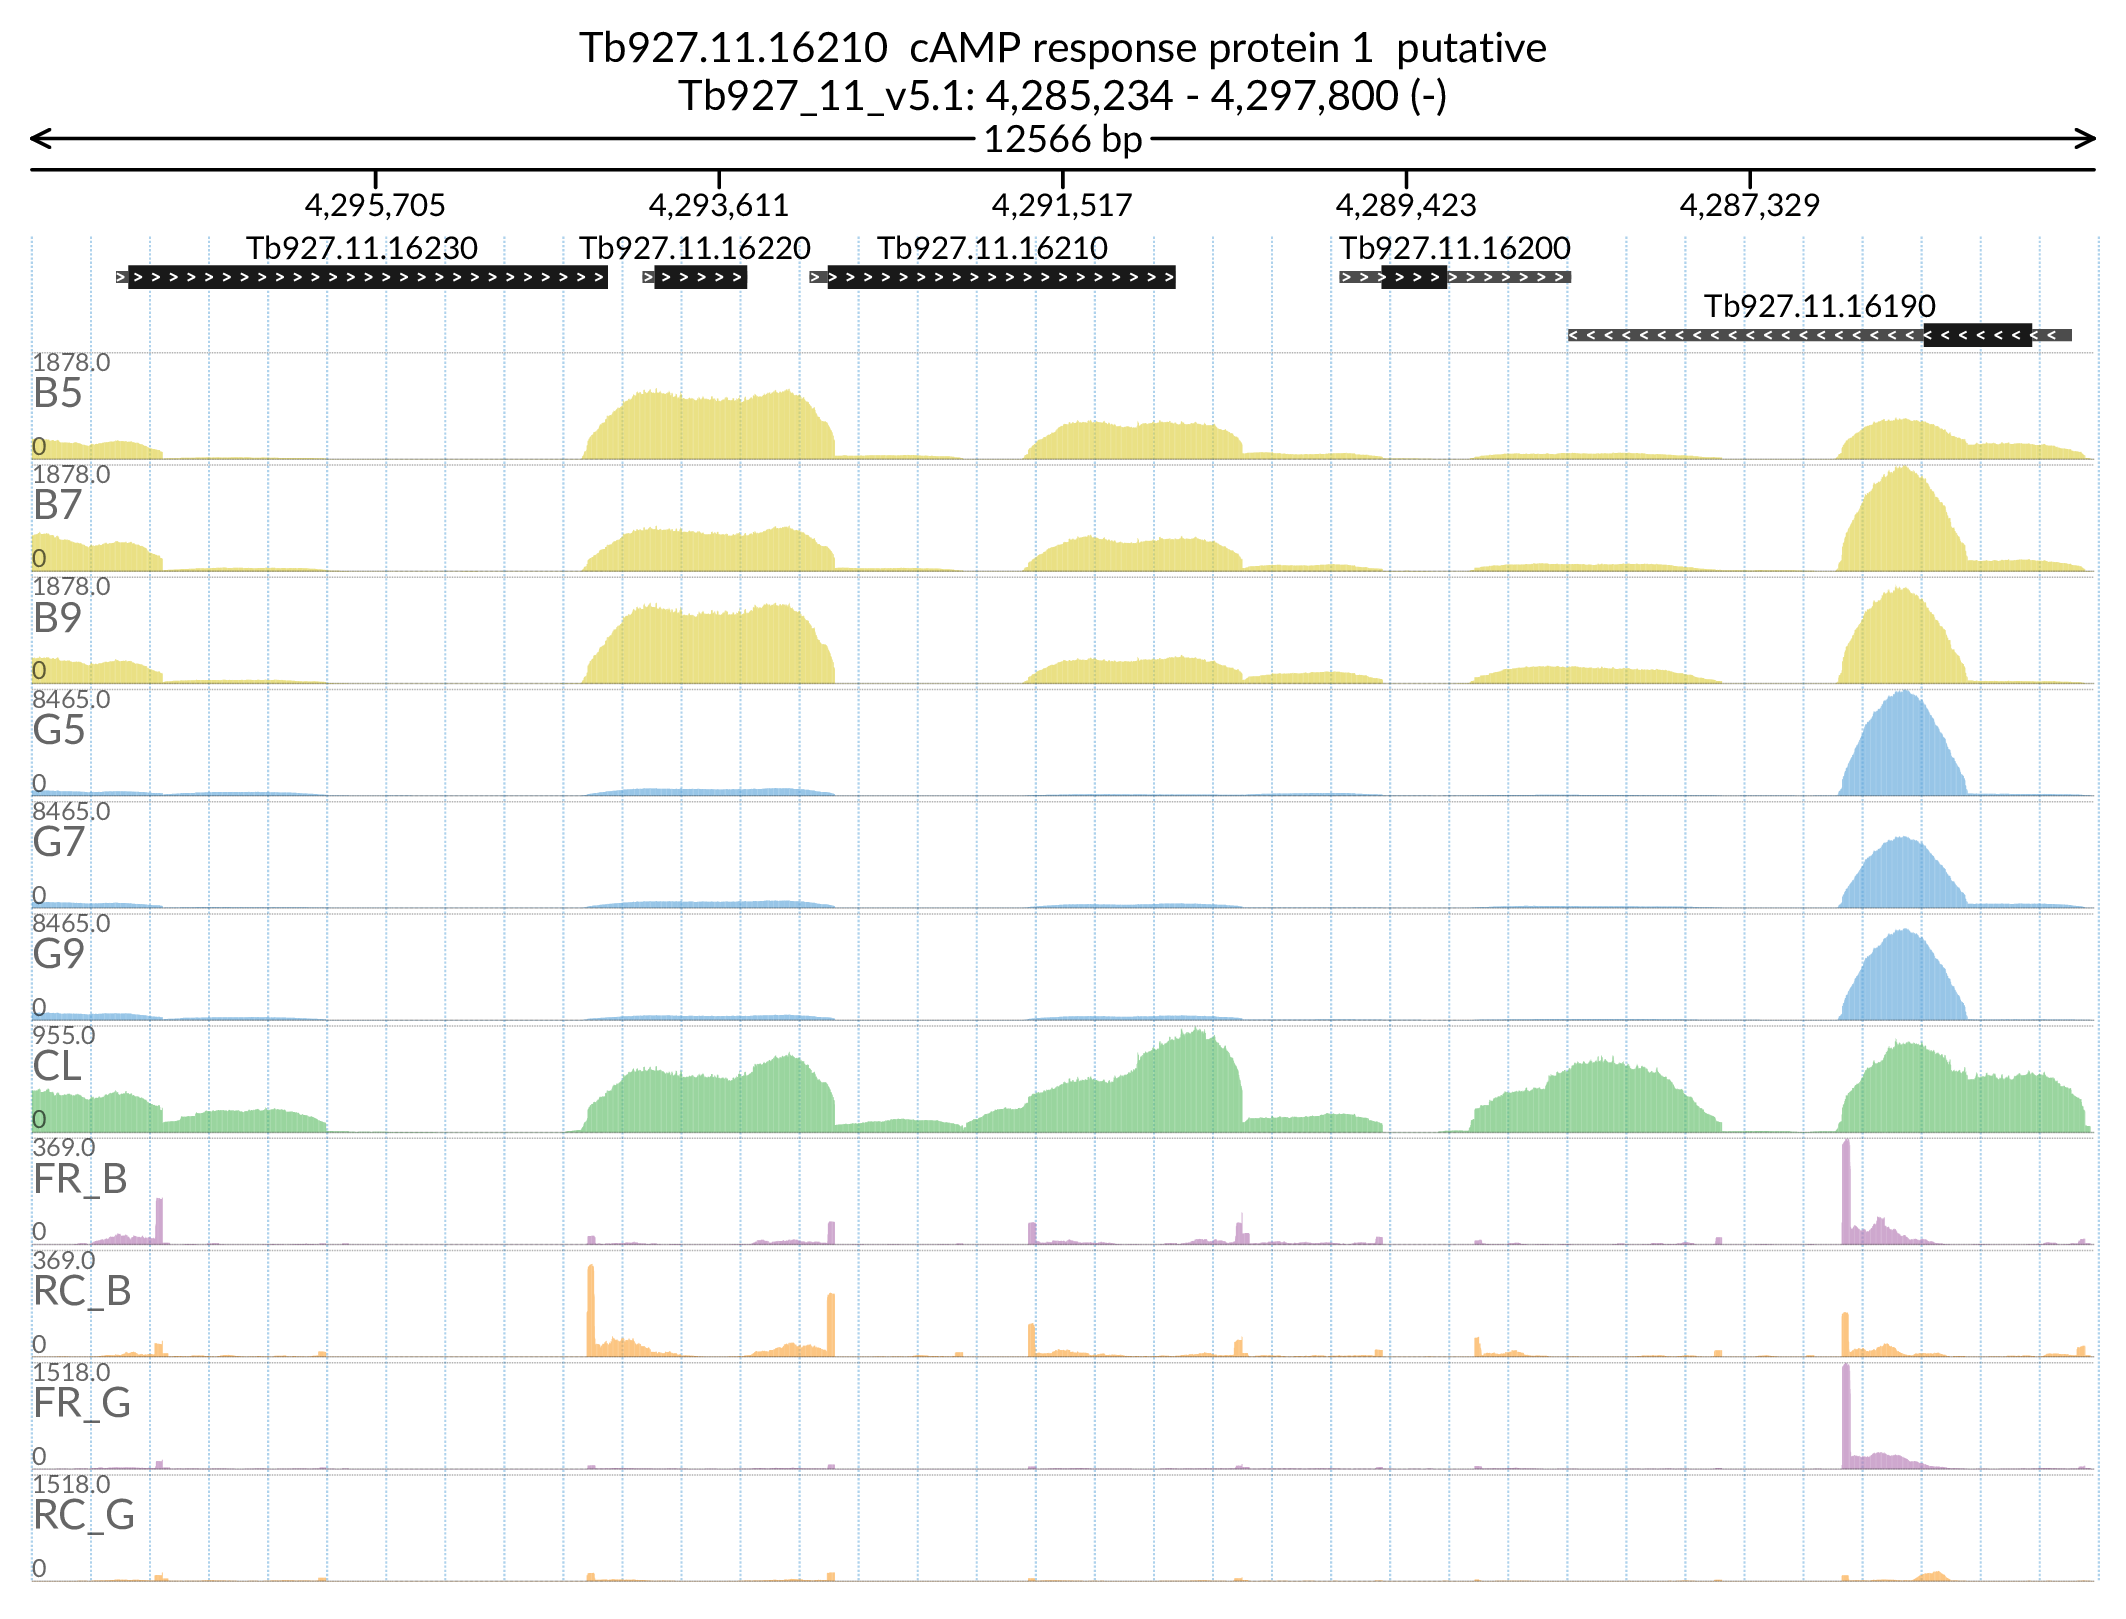 Tb927.11.16210  cAMP response protein 1  putative
Tb927_11_v5.1: 4,285,234 - 4,297,800 (-)
12566 bp
4,295,705 4,293,611 4,291,517 4,289,423 4,287,329
Tb927.11.16230 Tb927.11.16220 Tb927.11.16210 Tb927.11.16200
Tb927.11.16190
1878.0
B5
0
1878.0
B7
0
1878.0
B9
0
8465.0
G5
0
8465.0
G7
0
8465.0
G9
0
955.0
CL
0
369.0
FR_B
0
369.0
RC_B
0
1518.0
FR_G
0
1518.0
RC_G
0